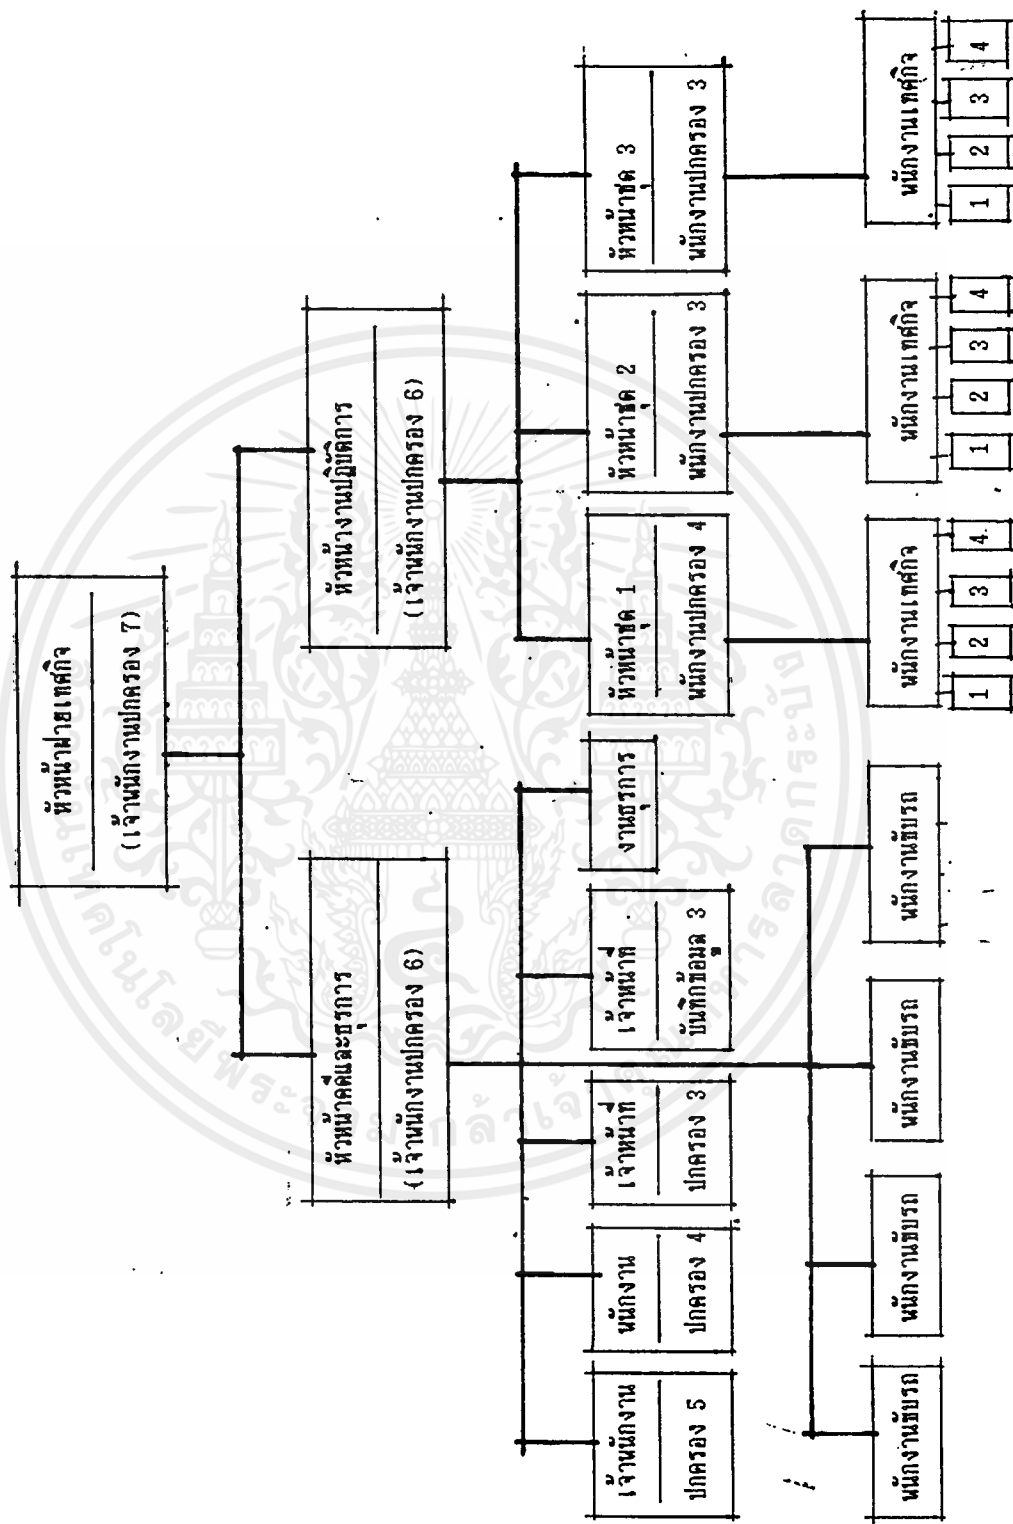 หัวหน้าฝ่ายเทศกิจ
(เจ้าพนักงานปกครอง 7)
หัวหน้าคดีและธุรการ
(เจ้าพนักงานปกครอง 6)
หัวหน้างานปฏิบัติการ
(เจ้าพนักงานปกครอง 6)
เจ้าพนักงาน
ปกครอง 5
พนักงาน
ปกครอง 4
เจ้าหน้าที่
ปกครอง 3
เจ้าหน้าที่
บันทึกข้อมูล 3
งานธุรการ
หัวหน้าชุด 1
พนักงานปกครอง 4
หัวหน้าชุด 2
พนักงานปกครอง 3
หัวหน้าชุด 3
พนักงานปกครอง 3
พนักงานขับรถ
พนักงานขับรถ
พนักงานขับรถ
พนักงานขับรถ
พนักงานเทศกิจ
1 2 3 4
พนักงานเทศกิจ
1 2 3 4
พนักงานเทศกิจ
1 2 3 4